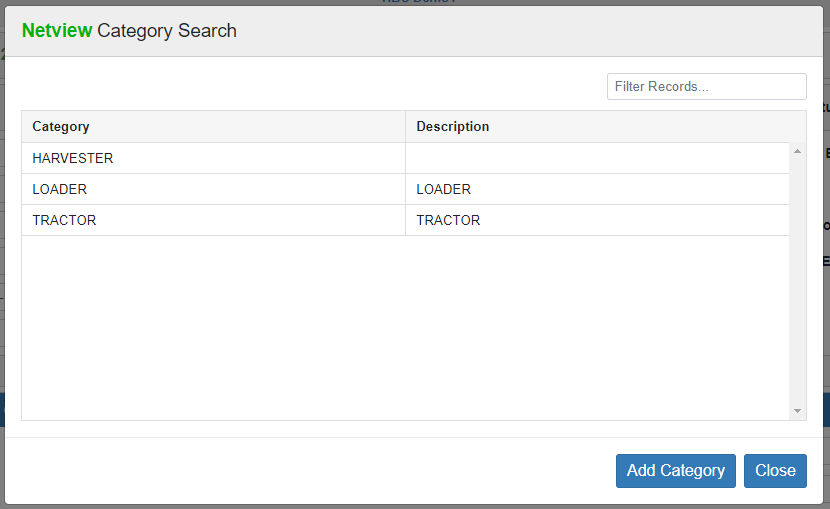 Netview Category Search
Filter Records...
Category Description
HARVESTER
LOADER LOADER
TRACTOR TRACTOR
Add Category Close